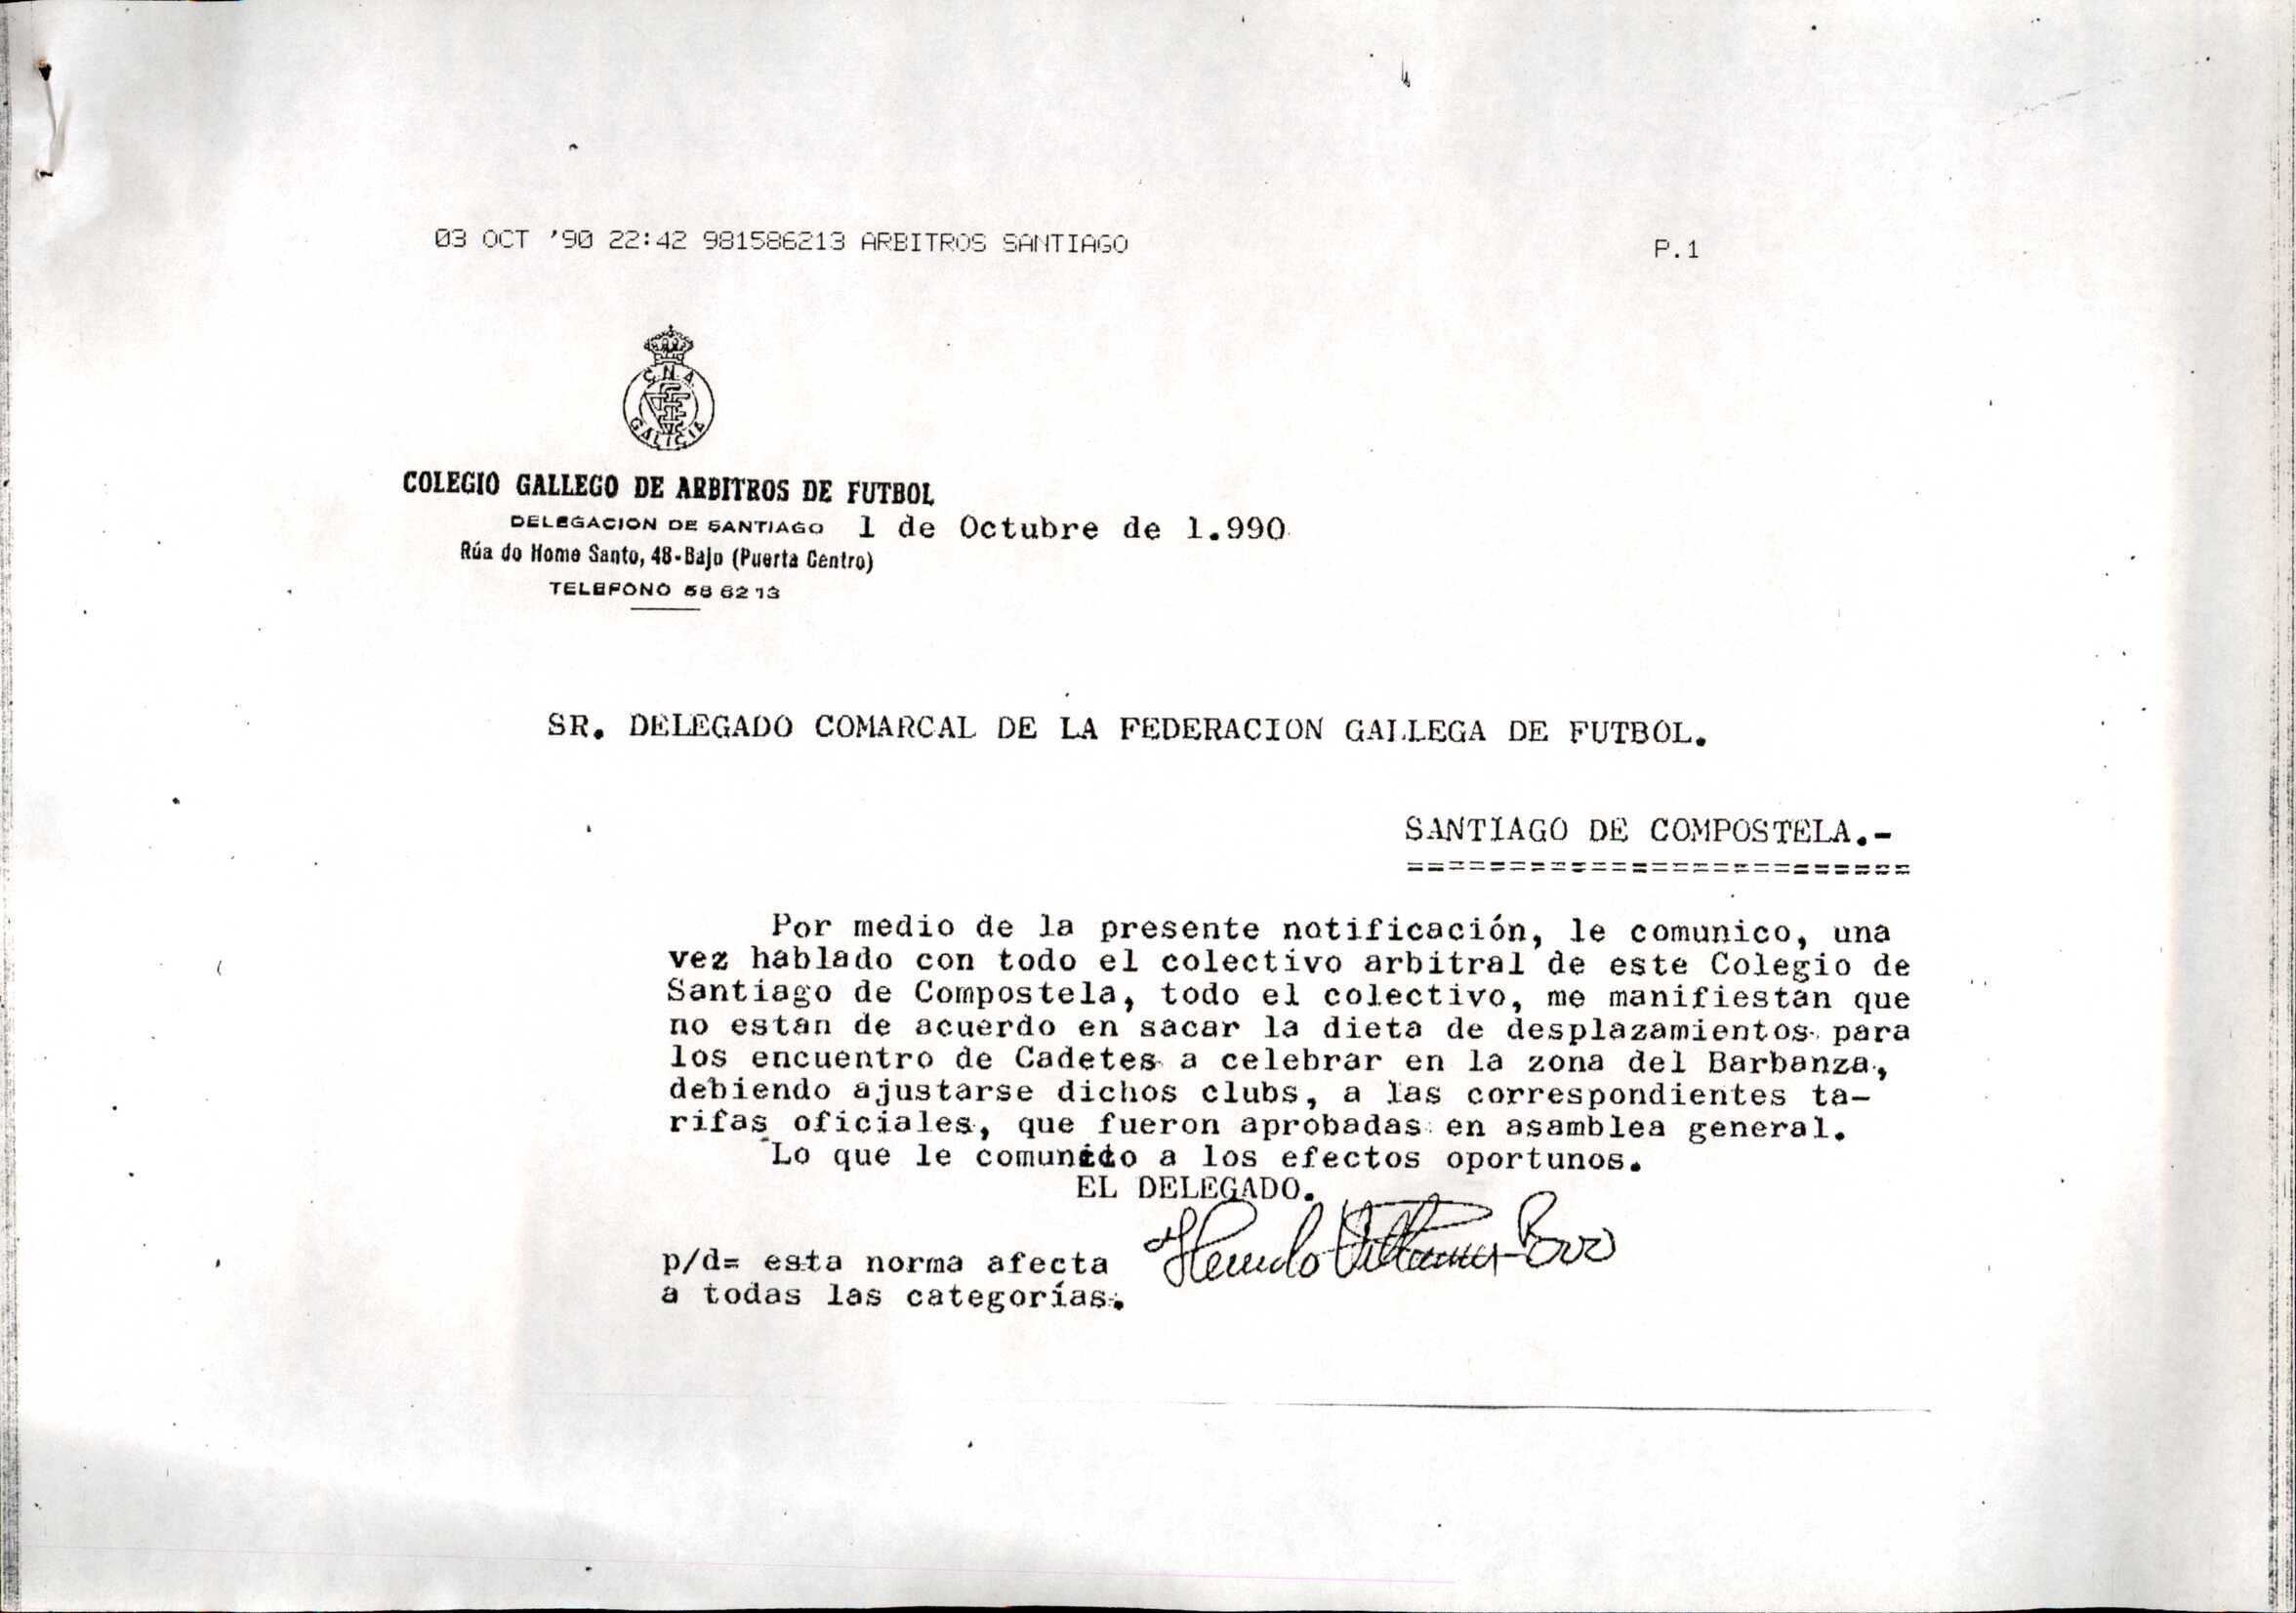 03 OCT '90 22:42 981586213 ARBITROS SANTIAGO P.1
C.N.A.
GALICIA
COLEGIO GALLEGO DE ARBITROS DE FUTBOL
DELEGACION DE SANTIAGO 1 de Octubre de 1.990
Rúa do Home Santo, 48-Bajo (Puerta Centro)
TELEFONO 58 62 13
SR. DELEGADO COMARCAL DE LA FEDERACION GALLEGA DE FUTBOL.
SANTIAGO DE COMPOSTELA.-
=========================
Por medio de la presente notificación, le comunico, una
vez hablado con todo el colectivo arbitral de este Colegio de
Santiago de Compostela, todo el colectivo, me manifiestan que
no estan de acuerdo en sacar la dieta de desplazamientos para
los encuentro de Cadetes a celebrar en la zona del Barbanza,
debiendo ajustarse dichos clubs, a las correspondientes ta-
rifas oficiales, que fueron aprobadas en asamblea general.
Lo que le comunico a los efectos oportunos.
EL DELEGADO.
p/d= esta norma afecta
a todas las categorías.